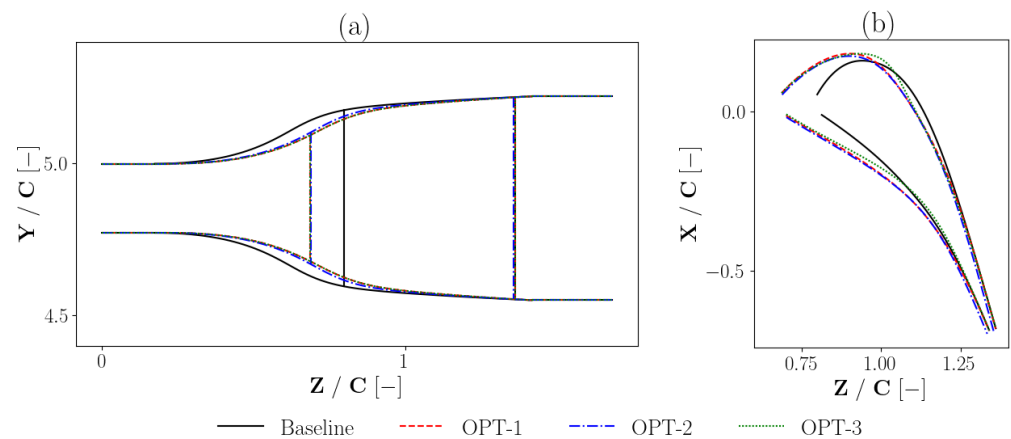 (a)
(b)
5.0
4.5
Y / C [−]
0
1
Z / C [−]
0.0
−0.5
X / C [−]
0.75
1.00
1.25
Z / C [−]
Baseline
OPT-1
OPT-2
OPT-3